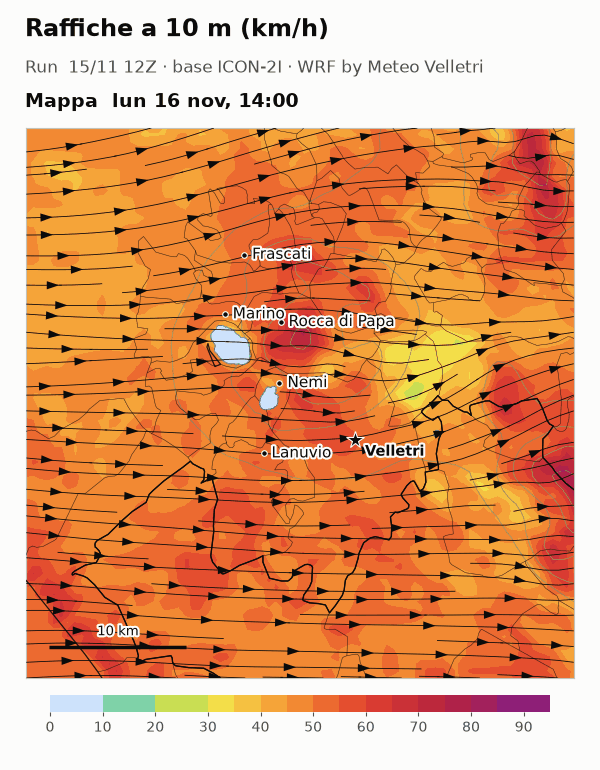 Raffiche a 10 m (km/h)
Run  15/11 12Z · base ICON-2I · WRF by Meteo Velletri
Mappa  lun 16 nov, 14:00
Frascati
Marino
Rocca di Papa
Nemi
Velletri
Lanuvio
10 km
0 10 20 30 40 50 60 70 80 90